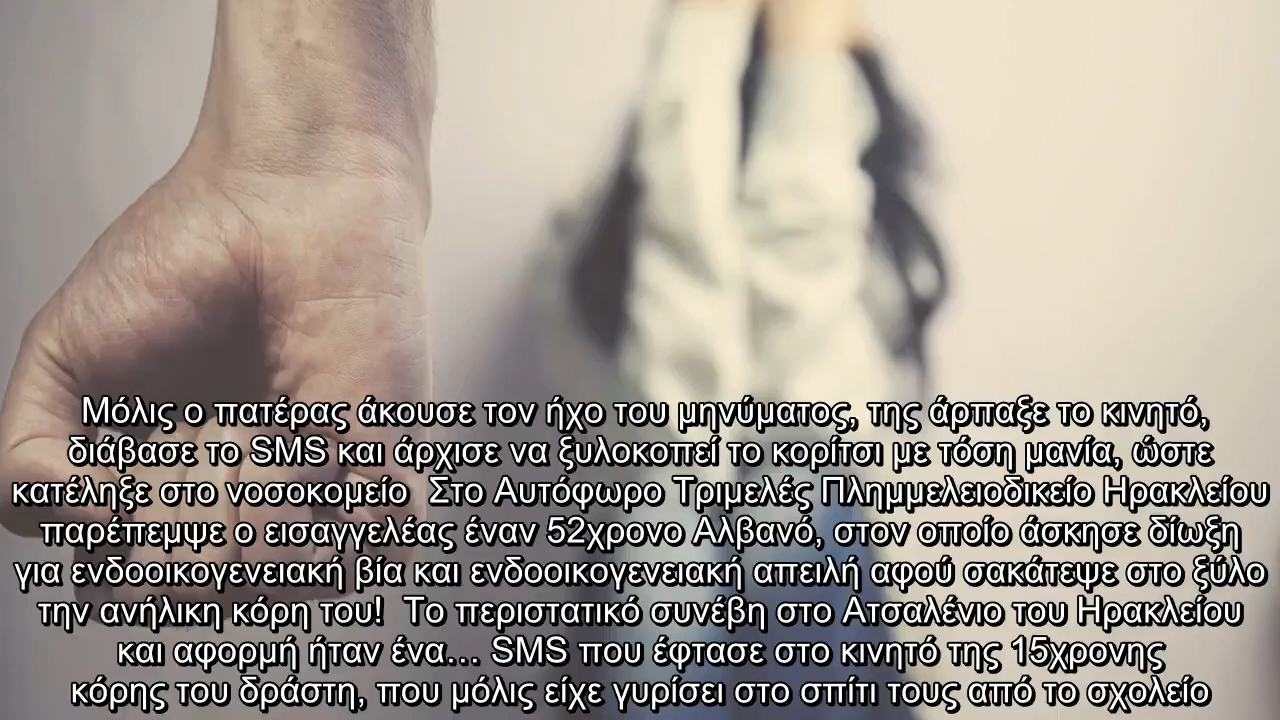 Μόλις ο πατέρας άκουσε τον ήχο του μηνύματος, της άρπαξε το κινητό,
διάβασε το SMS και άρχισε να ξυλοκοπεί το κορίτσι με τόση μανία, ώστε
κατέληξε στο νοσοκομείο  Στο Αυτόφωρο Τριμελές Πλημμελειοδικείο Ηρακλείου
παρέπεμψε ο εισαγγελέας έναν 52χρονο Αλβανό, στον οποίο άσκησε δίωξη
για ενδοοικογενειακή βία και ενδοοικογενειακή απειλή αφού σακάτεψε στο ξύλο
την ανήλικη κόρη του!  Το περιστατικό συνέβη στο Ατσαλένιο του Ηρακλείου
και αφορμή ήταν ένα… SMS που έφτασε στο κινητό της 15χρονης
κόρης του δράστη, που μόλις είχε γυρίσει στο σπίτι τους από το σχολείο